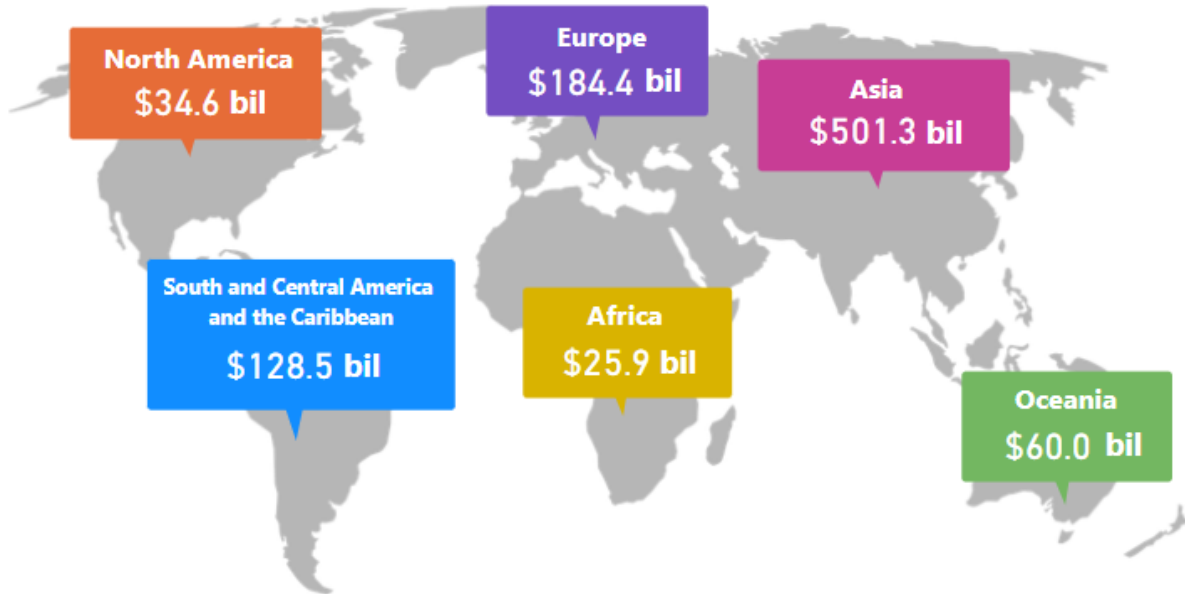 North America
$34.6 bil
Europe
$184.4 bil
Asia
$501.3 bil
South and Central America
and the Caribbean
$128.5 bil
Africa
$25.9 bil
Oceania
$60.0 bil